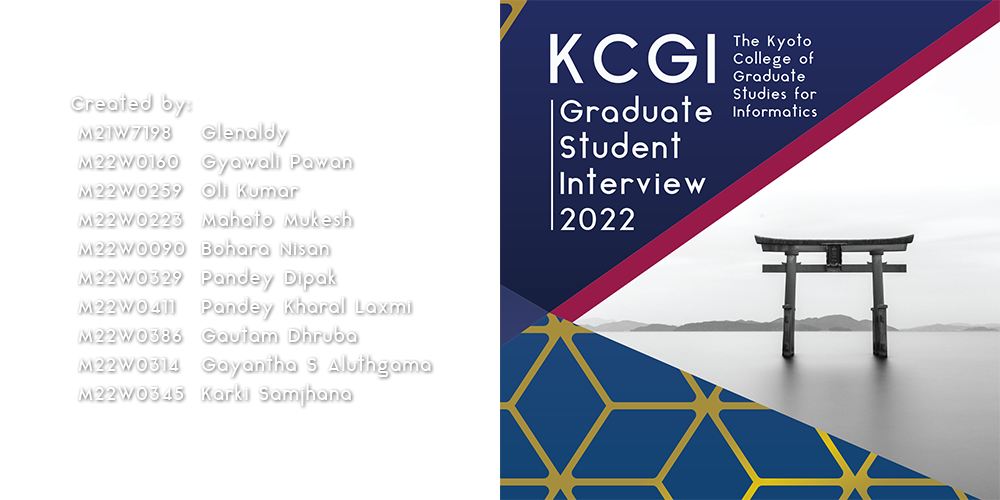 Created by:
M21W7198 Glenaldy
M22W0160 Gyawali Pawan
M22W0259 Oli Kumar
M22W0223 Mahato Mukesh
M22W0090 Bohara Nisan
M22W0329 Pandey Dipak
M22W0411 Pandey Kharal Laxmi
M22W0386 Gautam Dhruba
M22W0314 Gayantha S Aluthgama
M22W0345 Karki Samjhana
KCGI
The Kyoto
College of
Graduate
Studies for
Informatics
Graduate
Student
Interview
2022